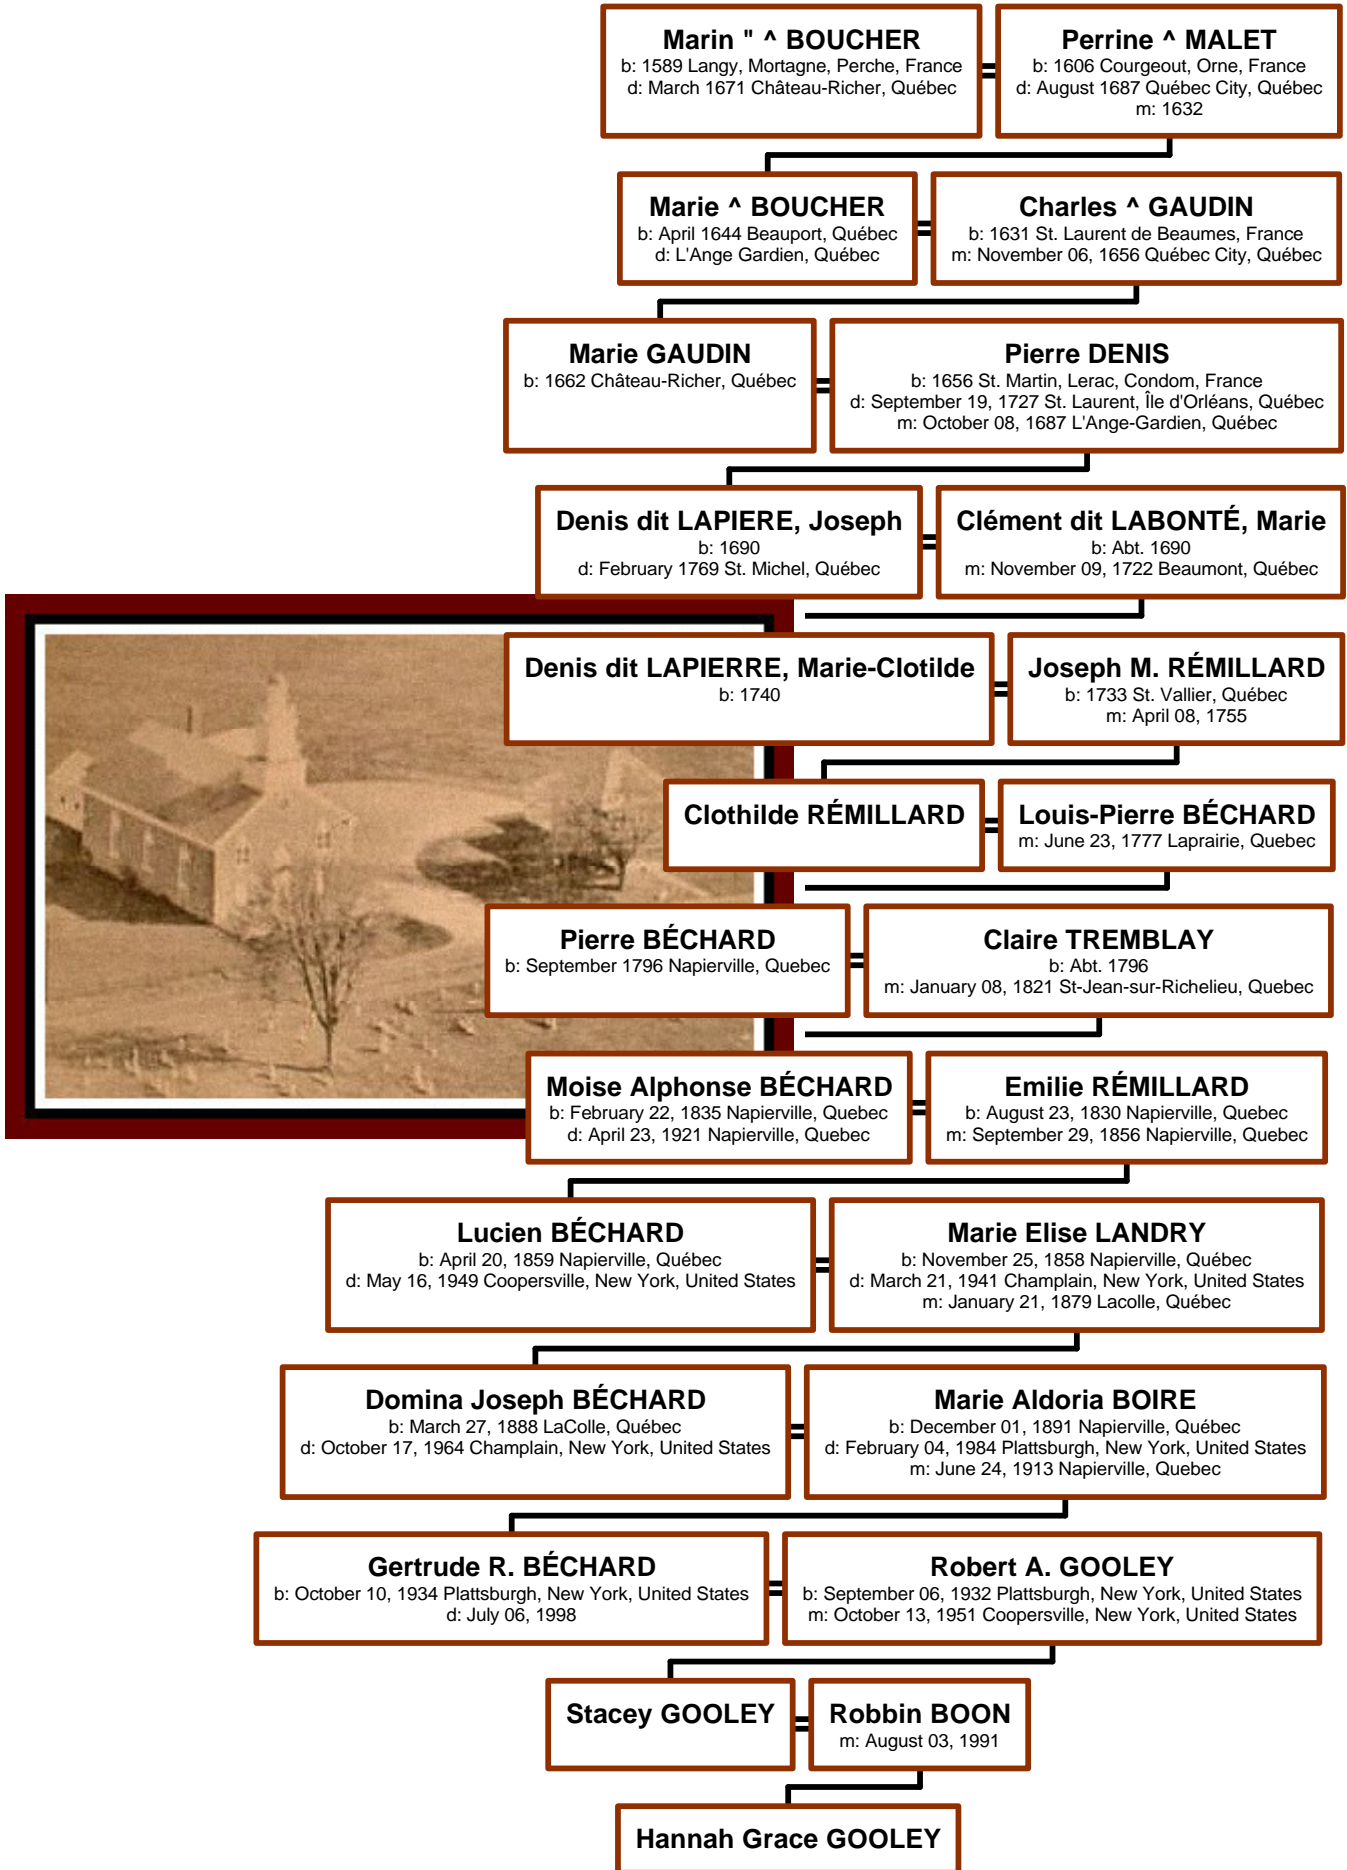 Marin " ^ BOUCHER
b: 1589 Langy, Mortagne, Perche, France
d: March 1671 Château-Richer, Québec
Perrine ^ MALET
b: 1606 Courgeout, Orne, France
d: August 1687 Québec City, Québec
m: 1632
Marie ^ BOUCHER
b: April 1644 Beauport, Québec
d: L'Ange Gardien, Québec
Charles ^ GAUDIN
b: 1631 St. Laurent de Beaumes, France
m: November 06, 1656 Québec City, Québec
Marie GAUDIN
b: 1662 Château-Richer, Québec
Pierre DENIS
b: 1656 St. Martin, Lerac, Condom, France
d: September 19, 1727 St. Laurent, Île d'Orléans, Québec
m: October 08, 1687 L'Ange-Gardien, Québec
Denis dit LAPIERE, Joseph
b: 1690
d: February 1769 St. Michel, Québec
Clément dit LABONTÉ, Marie
b: Abt. 1690
m: November 09, 1722 Beaumont, Québec
Denis dit LAPIERRE, Marie-Clotilde
b: 1740
Joseph M. RÉMILLARD
b: 1733 St. Vallier, Québec
m: April 08, 1755
Clothilde RÉMILLARD
Louis-Pierre BÉCHARD
m: June 23, 1777 Laprairie, Quebec
Pierre BÉCHARD
b: September 1796 Napierville, Quebec
Claire TREMBLAY
b: Abt. 1796
m: January 08, 1821 St-Jean-sur-Richelieu, Quebec
Moise Alphonse BÉCHARD
b: February 22, 1835 Napierville, Quebec
d: April 23, 1921 Napierville, Quebec
Emilie RÉMILLARD
b: August 23, 1830 Napierville, Quebec
m: September 29, 1856 Napierville, Quebec
Lucien BÉCHARD
b: April 20, 1859 Napierville, Québec
d: May 16, 1949 Coopersville, New York, United States
Marie Elise LANDRY
b: November 25, 1858 Napierville, Québec
d: March 21, 1941 Champlain, New York, United States
m: January 21, 1879 Lacolle, Québec
Domina Joseph BÉCHARD
b: March 27, 1888 LaColle, Québec
d: October 17, 1964 Champlain, New York, United States
Marie Aldoria BOIRE
b: December 01, 1891 Napierville, Québec
d: February 04, 1984 Plattsburgh, New York, United States
m: June 24, 1913 Napierville, Quebec
Gertrude R. BÉCHARD
b: October 10, 1934 Plattsburgh, New York, United States
d: July 06, 1998
Robert A. GOOLEY
b: September 06, 1932 Plattsburgh, New York, United States
m: October 13, 1951 Coopersville, New York, United States
Stacey GOOLEY
Robbin BOON
m: August 03, 1991
Hannah Grace GOOLEY